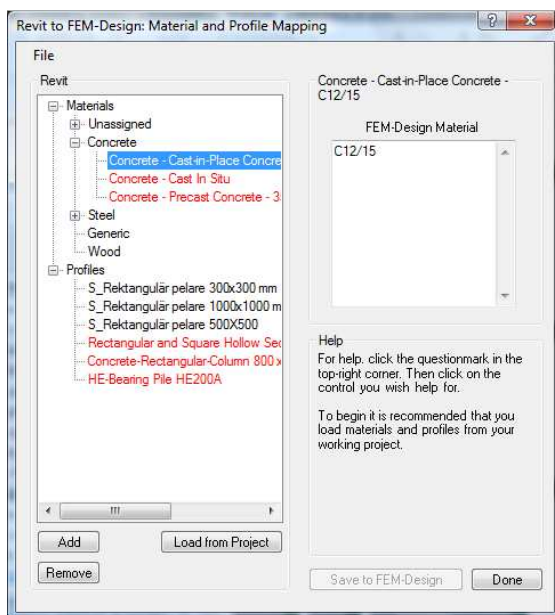 Revit to FEM-Design: Material and Profile Mapping
File
Revit
Materials
Unassigned
Concrete
Concrete - Cast-in-Place Concre
Concrete - Cast In Situ
Concrete - Precast Concrete - 3
Steel
Generic
Wood
Profiles
S_Rektangulär pelare 300x300 mm
S_Rektangulär pelare 1000x1000 m
S_Rektangulär pelare 500X500
Rectangular and Square Hollow Sec
Concrete-Rectangular-Column 800 x
HE-Bearing Pile HE200A
Add
Load from Project
Remove
Concrete - Cast-in-Place Concrete -
C12/15
FEM-Design Material
C12/15
Help
For help. click the questionmark in the
top-right corner. Then click on the
control you wish help for.
To begin it is recommended that you
load materials and profiles from your
working project.
Save to FEM-Design
Done